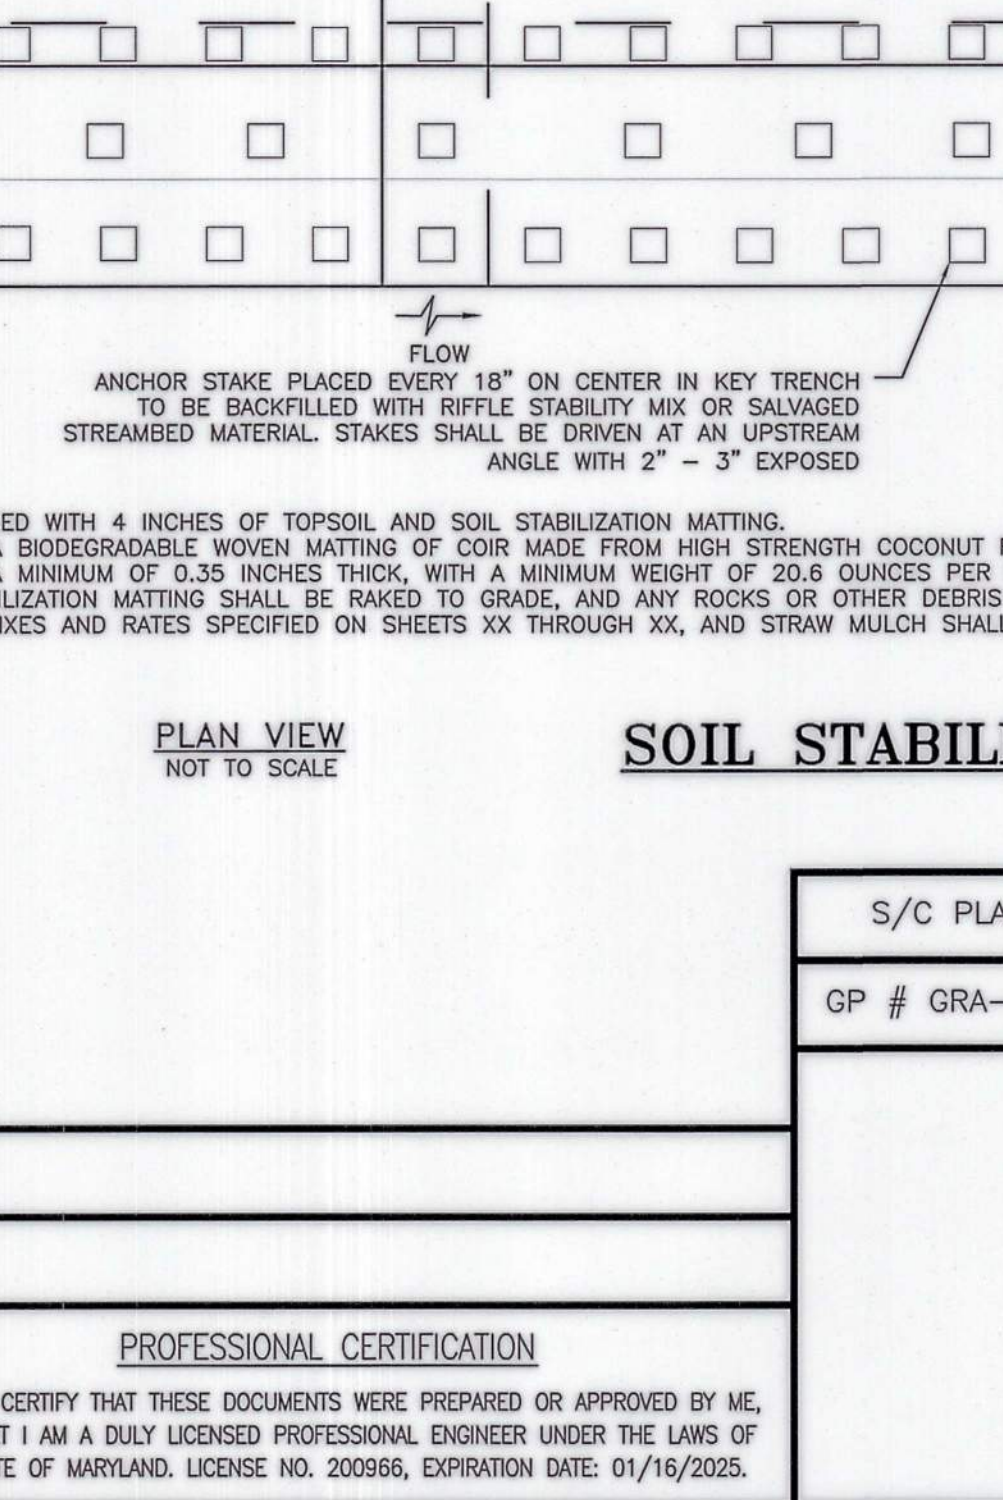 FLOW
ANCHOR STAKE PLACED EVERY 18" ON CENTER IN KEY TRENCH
TO BE BACKFILLED WITH RIFFLE STABILITY MIX OR SALVAGED
STREAMBED MATERIAL. STAKES SHALL BE DRIVEN AT AN UPSTREAM
ANGLE WITH 2" – 3" EXPOSED
ED WITH 4 INCHES OF TOPSOIL AND SOIL STABILIZATION MATTING.
BIODEGRADABLE WOVEN MATTING OF COIR MADE FROM HIGH STRENGTH COCONUT
MINIMUM OF 0.35 INCHES THICK, WITH A MINIMUM WEIGHT OF 20.6 OUNCES PER
ILIZATION MATTING SHALL BE RAKED TO GRADE, AND ANY ROCKS OR OTHER DEBRIS
IXES AND RATES SPECIFIED ON SHEETS XX THROUGH XX, AND STRAW MULCH SHALL
PLAN VIEW
NOT TO SCALE
SOIL STABILI
S/C PLA
GP # GRA-
PROFESSIONAL CERTIFICATION
CERTIFY THAT THESE DOCUMENTS WERE PREPARED OR APPROVED BY ME,
T I AM A DULY LICENSED PROFESSIONAL ENGINEER UNDER THE LAWS OF
TE OF MARYLAND. LICENSE NO. 200966, EXPIRATION DATE: 01/16/2025.